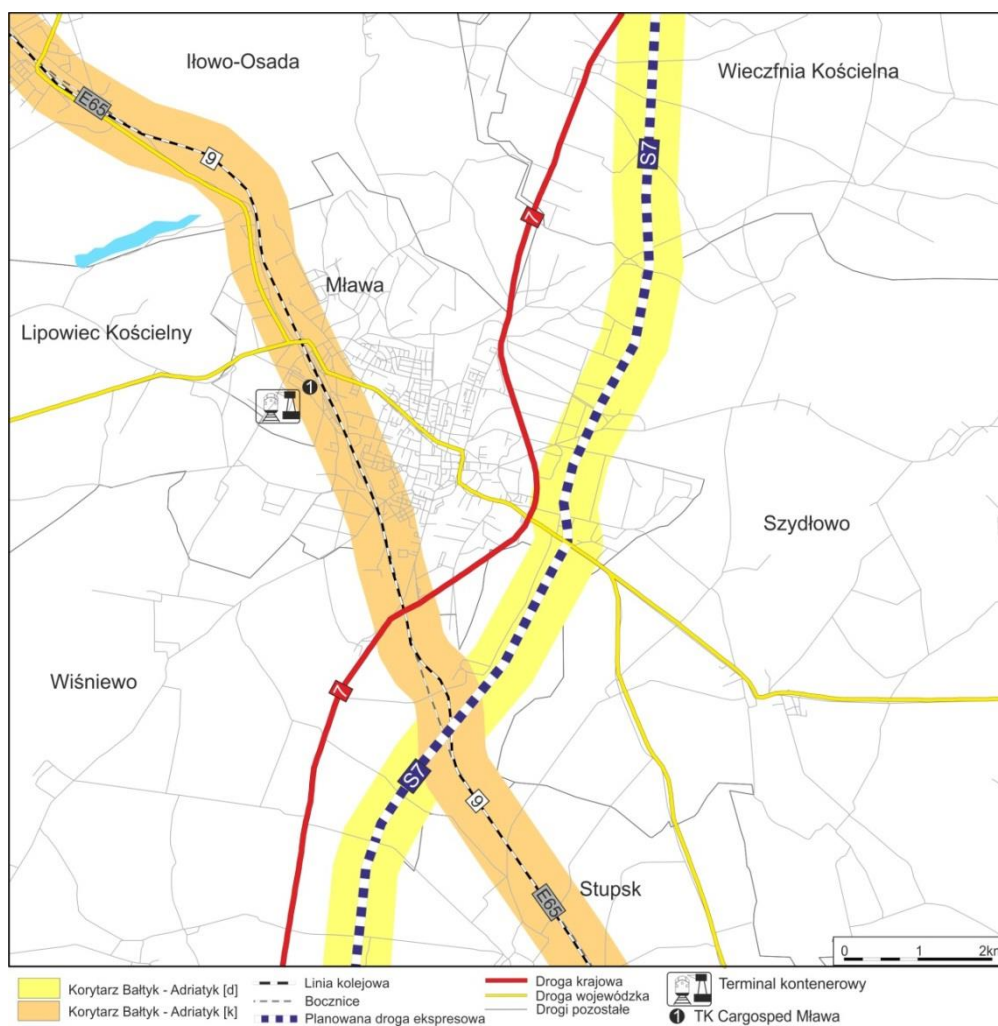 Iłowo-Osada
Wieczfnia Kościelna
E65
9
S7
7
Mława
Lipowiec Kościelny
1
Szydłowo
Wiśniewo
7
S7
9
Stupsk
E65
0 1 2km
Korytarz Bałtyk - Adriatyk [d]
Korytarz Bałtyk - Adriatyk [k]
Linia kolejowa
Bocznice
Planowana droga ekspresowa
Droga krajowa
Droga wojewódzka
Drogi pozostałe
Terminal kontenerowy
1 TK Cargosped Mława